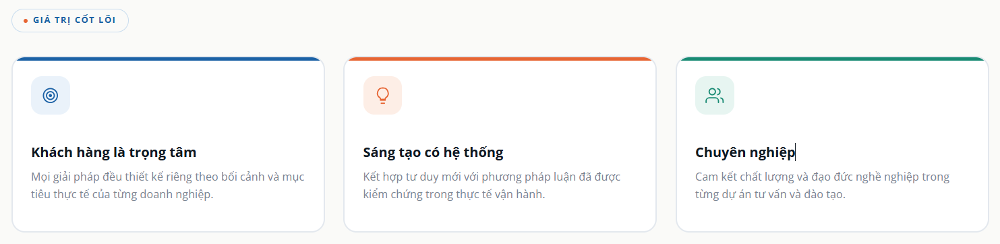 GIÁ TRỊ CỐT LÕI
Khách hàng là trọng tâm
Mọi giải pháp đều thiết kế riêng theo bối cảnh và mục
tiêu thực tế của từng doanh nghiệp.
Sáng tạo có hệ thống
Kết hợp tư duy mới với phương pháp luận đã được
kiểm chứng trong thực tế vận hành.
Chuyên nghiệp
Cam kết chất lượng và đạo đức nghề nghiệp trong
từng dự án tư vấn và đào tạo.